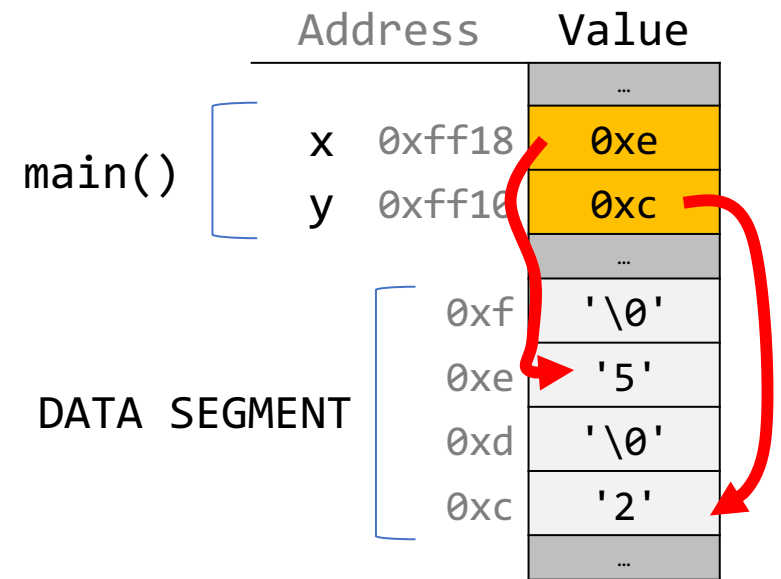 Address Value
…
x 0xff18 0xe
main()
y 0xff10 0xc
…
0xf '\0'
0xe '5'
DATA SEGMENT
0xd '\0'
0xc '2'
…